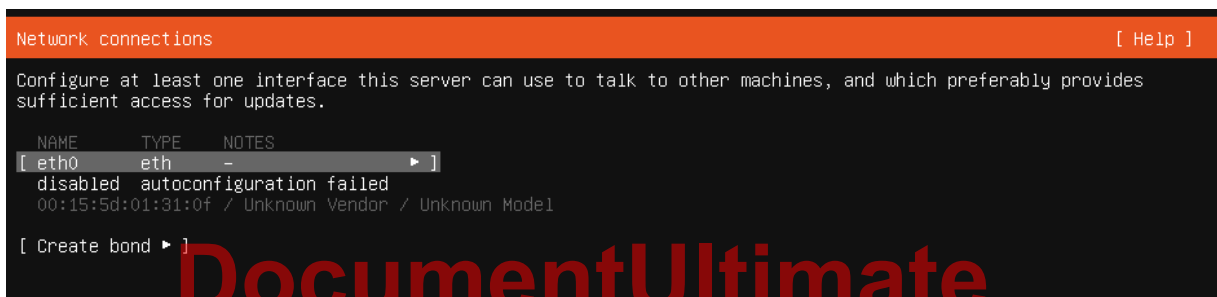 Network connections [ Help ]
Configure at least one interface this server can use to talk to other machines, and which preferably provides
sufficient access for updates.
NAME TYPE NOTES
[ eth0 eth – ▸ ]
disabled autoconfiguration failed
00:15:5d:01:31:0f / Unknown Vendor / Unknown Model
[ Create bond ▸ ]
DocumentUltimate